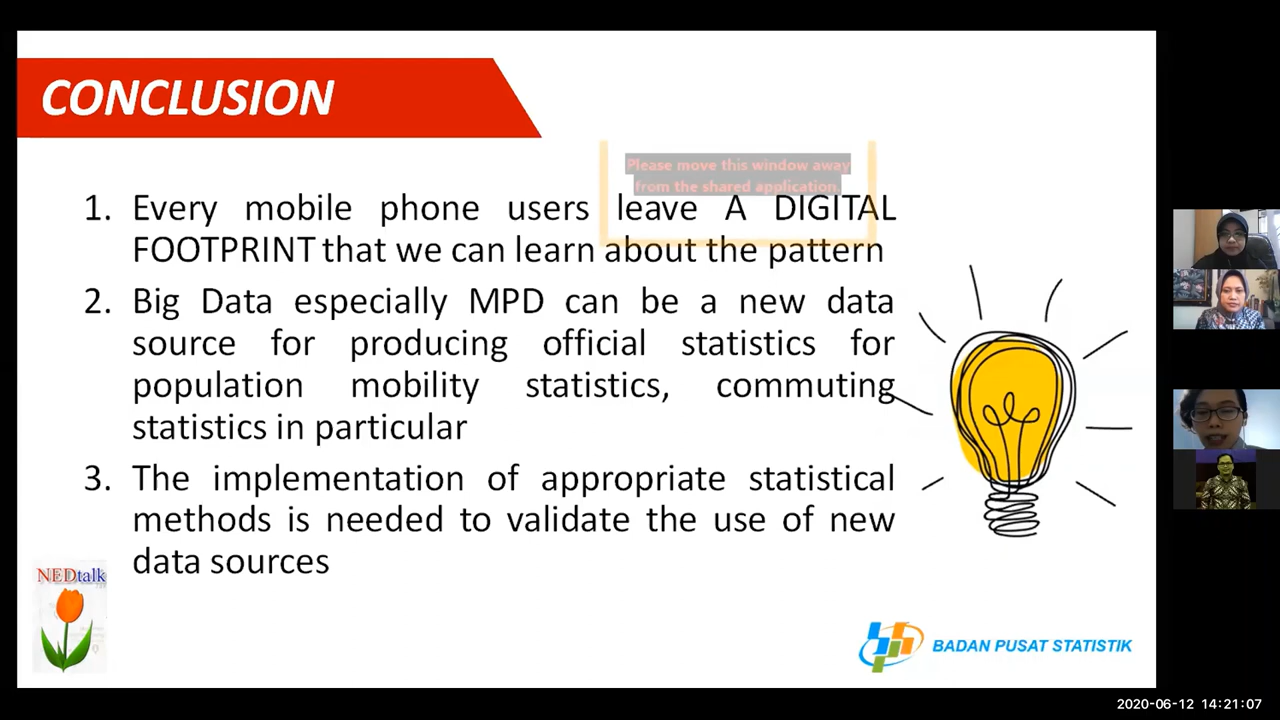 CONCLUSION
Please move this window away
from the shared application.
1. Every mobile phone users leave A DIGITAL
FOOTPRINT that we can learn about the pattern
2. Big Data especially MPD can be a new data
source for producing official statistics for
population mobility statistics, commuting
statistics in particular
3. The implementation of appropriate statistical
methods is needed to validate the use of new
data sources
NEDtalk
BADAN PUSAT STATISTIK
2020-06-12 14:21:07